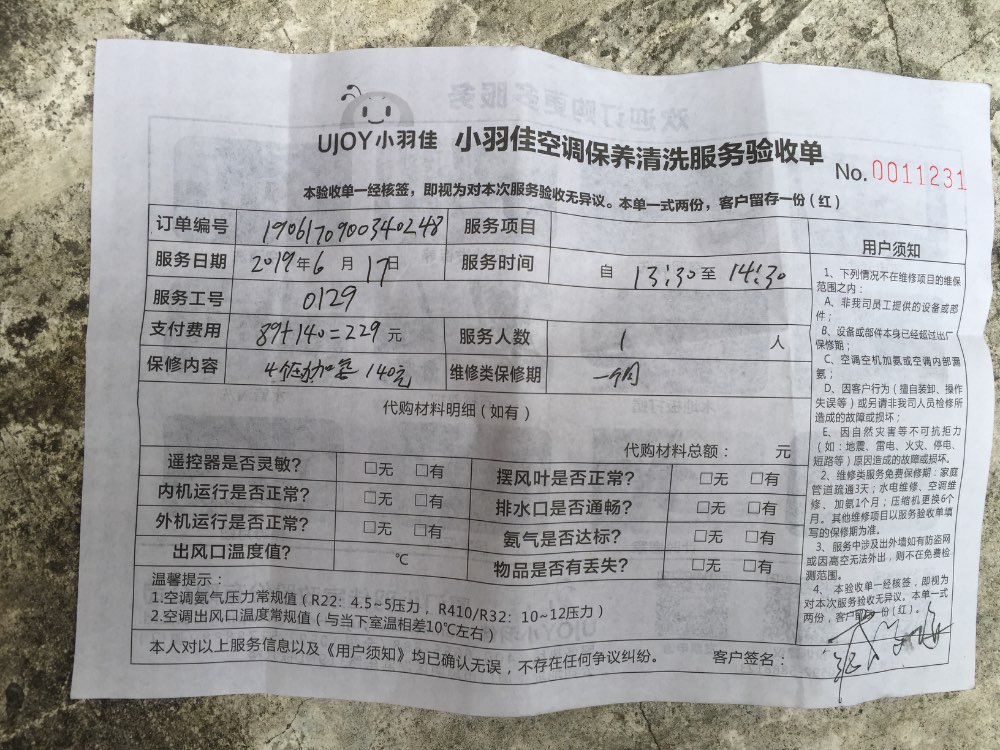 UJOY小羽佳 小羽佳空调保养清洗服务验收单
No.0011231
本验收单一经核签，即视为对本次服务验收无异议。本单一式两份，客户留存一份（红）
订单编号 190617090034024 服务项目
服务日期 2019年6月17日 服务时间 自 13:30 至 14:30
服务工号 0129
支付费用 89+140=229 元 服务人数 1 人
保修内容 140元 维修类保修期 一个月
代购材料明细（如有）
代购材料总额： 元
遥控器是否灵敏？ □无 □有 摆风叶是否正常？ □无 □有
内机运行是否正常？ □无 □有 排水口是否通畅？ □无 □有
外机运行是否正常？ □无 □有 氨气是否达标？ □无 □有
出风口温度值？ ℃ 物品是否有丢失？ □无 □有
温馨提示：
1.空调氨气压力常规值（R22：4.5~5压力，R410/R32：10~12压力）
2.空调出风口温度常规值（与当下室温相差10℃左右）
本人对以上服务信息以及《用户须知》均已确认无误，不存在任何争议纠纷。 客户签名：
用户须知
1、下列情况不在维修项目的维保
范围之内：
A、非我司员工提供的设备或部
件；
B、设备或部件本身已经超过出厂
保修期；
C、空调空机加氨或空调内部漏
氨；
D、因客户行为（擅自装卸、操作
失误等）或另请非我司人员检修所
造成的故障或损坏；
E、因自然灾害等不可抗拒力
（如：地震、雷电、火灾、停电、
短路等）原因造成的故障或损坏。
2、维修类服务免费保修期：家庭
管道疏通3天；水电维修、空调维
修、加氨1个月；压缩机更换6个
月。其他维修项目以服务验收单填
写的保修期为准。
3、服务中涉及出外墙如有防盗网
或因高空无法外出，则不在免费检
测范围。
4、本验收单一经核签，即视为
对本次服务验收无异议。本单一式
两份，客户留存一份（红）。